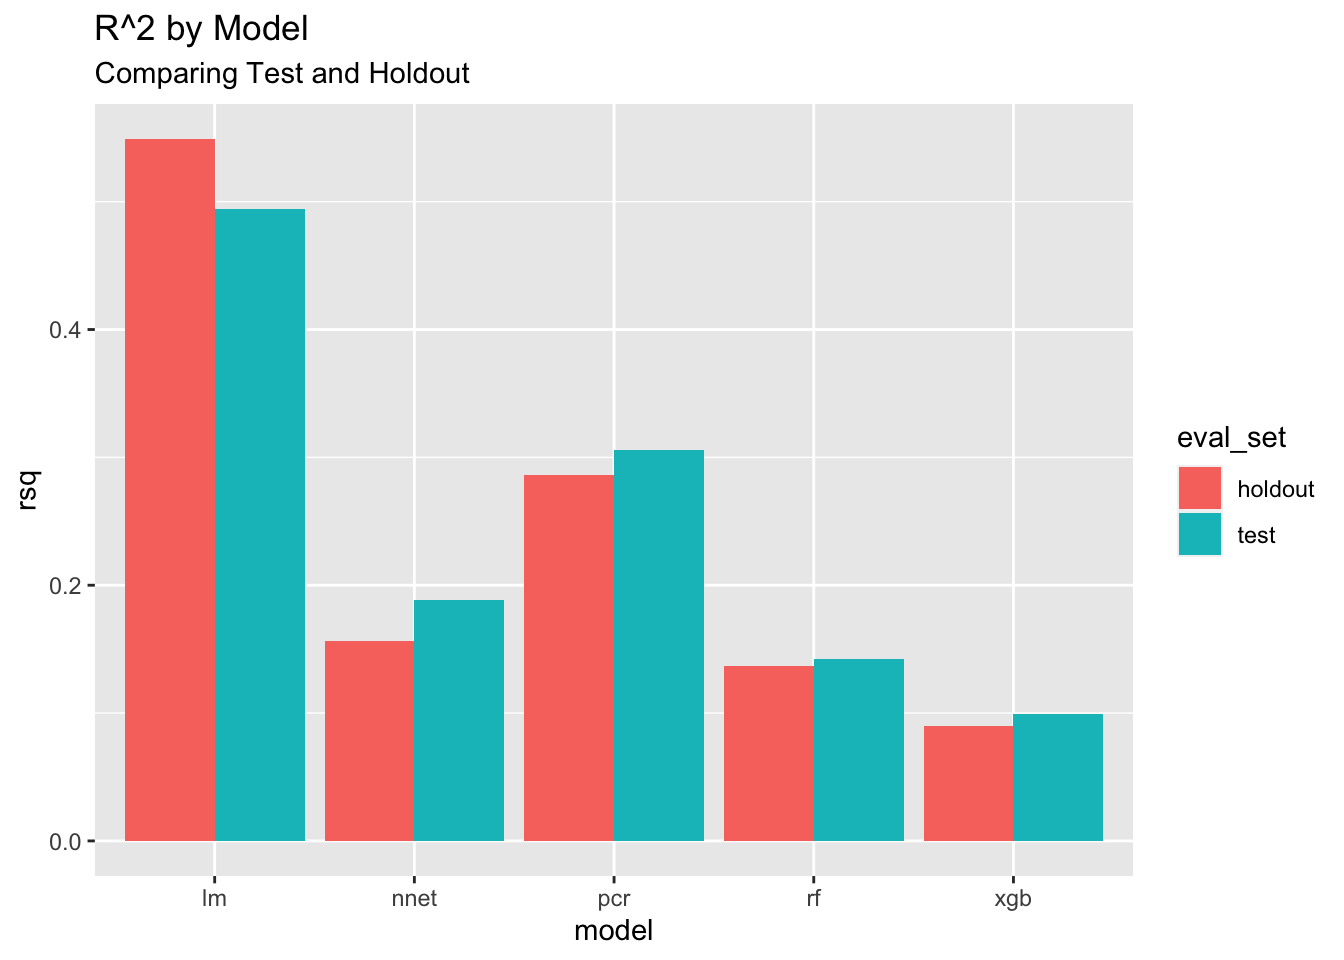 R^2 by Model
Comparing Test and Holdout
0.4
0.2
0.0
rsq
lm nnet pcr rf xgb
model
eval_set
holdout
test